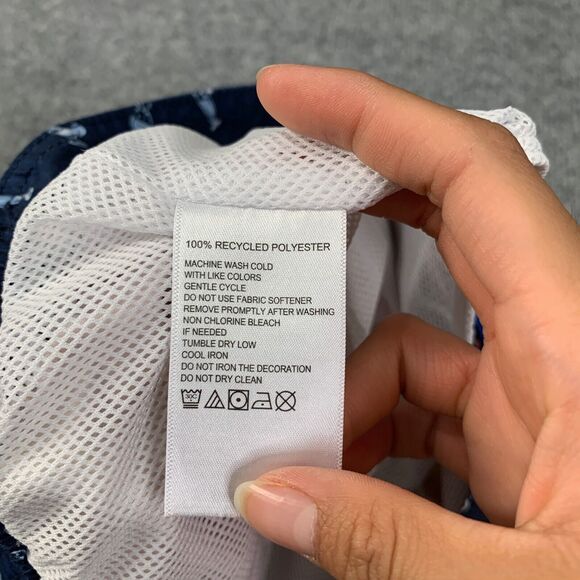 100% RECYCLED POLYESTER
MACHINE WASH COLD
WITH LIKE COLORS
GENTLE CYCLE
DO NOT USE FABRIC SOFTENER
REMOVE PROMPTLY AFTER WASHING
NON CHLORINE BLEACH
IF NEEDED
TUMBLE DRY LOW
COOL IRON
DO NOT IRON THE DECORATION
DO NOT DRY CLEAN
30C